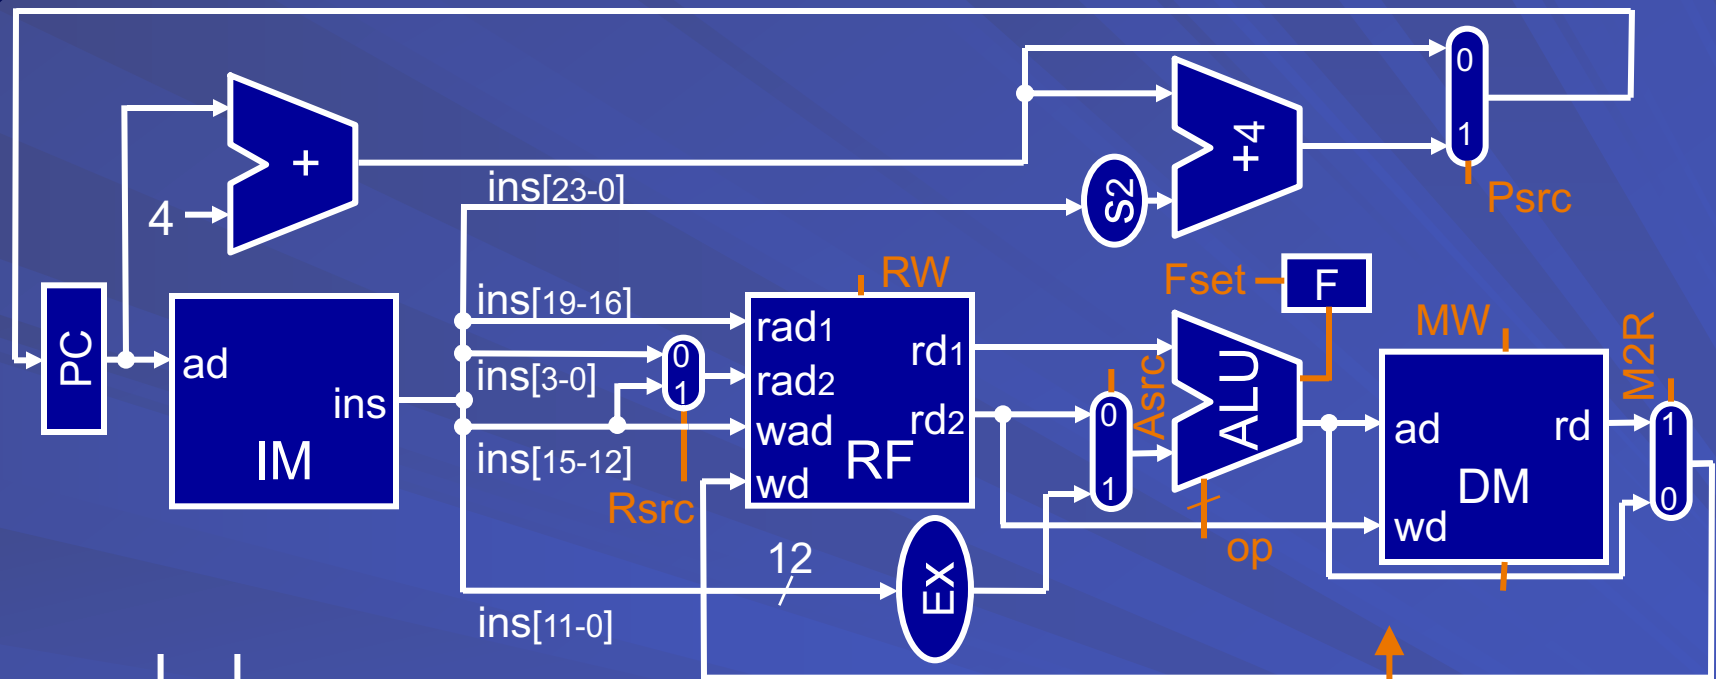 0
+
+4
1
ins[23-0]
S2
Psrc
4
RW
Fset
F
ins[19-16]
MW
M2R
PC
ad
rad1
rd1
0
ins[3-0]
1
rad2
Asrc
ALU
ins
wad
rd2
0
ad
rd
1
IM
ins[15-12]
RF
wd
1
DM
0
Rsrc
wd
op
12
EX
ins[11-0]